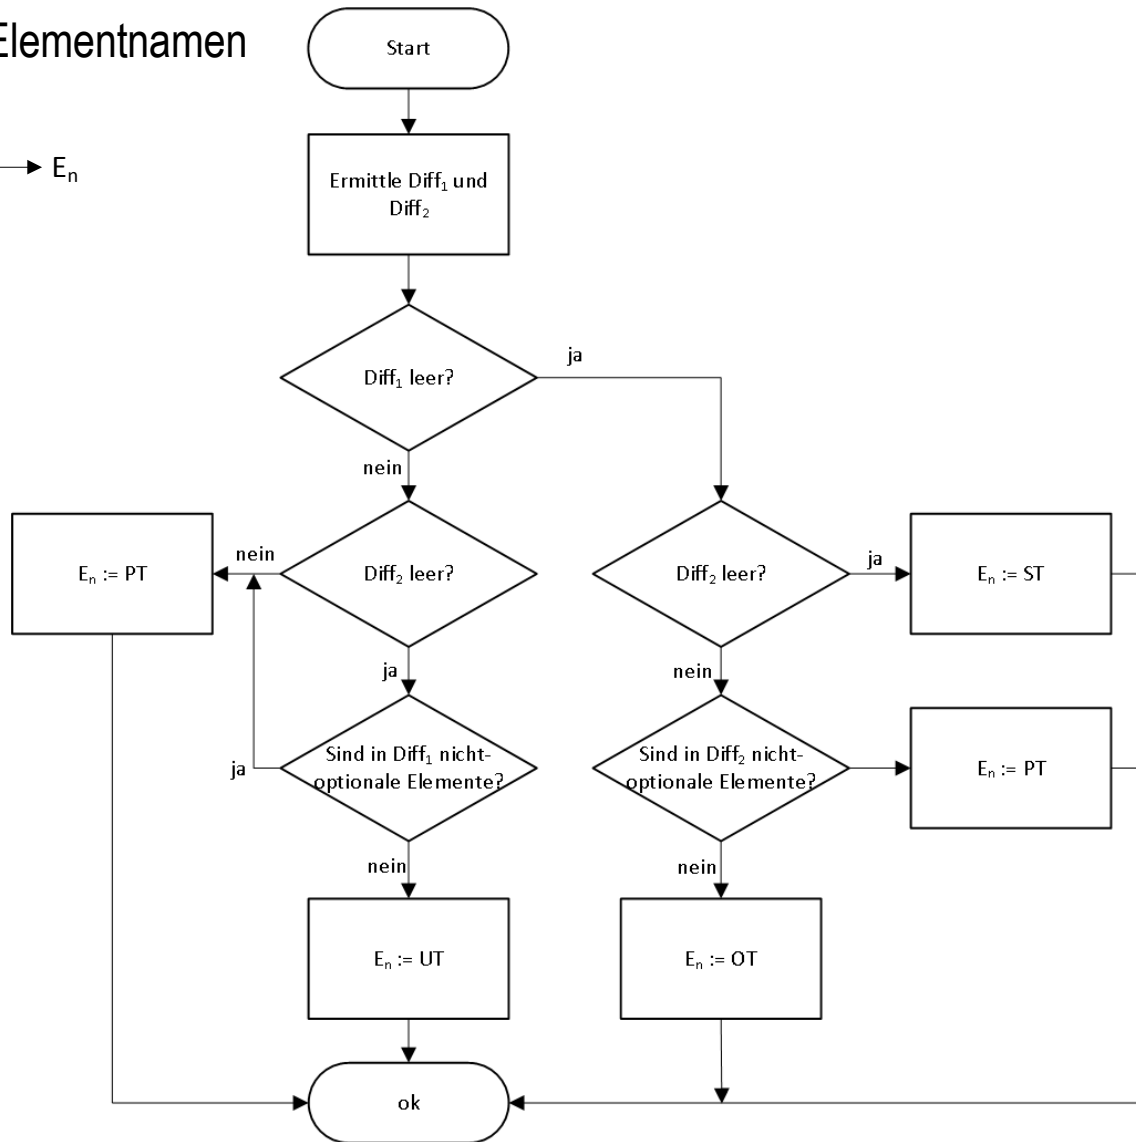 Elementnamen
Start
Eₙ
Ermittle Diff₁ und
Diff₂
ja
Diff₁ leer?
nein
nein
ja
Eₙ := PT
Diff₂ leer?
Diff₂ leer?
Eₙ := ST
ja
nein
Sind in Diff₁ nicht-
optionale Elemente?
Sind in Diff₂ nicht-
optionale Elemente?
ja
Eₙ := PT
nein
nein
Eₙ := UT
Eₙ := OT
ok